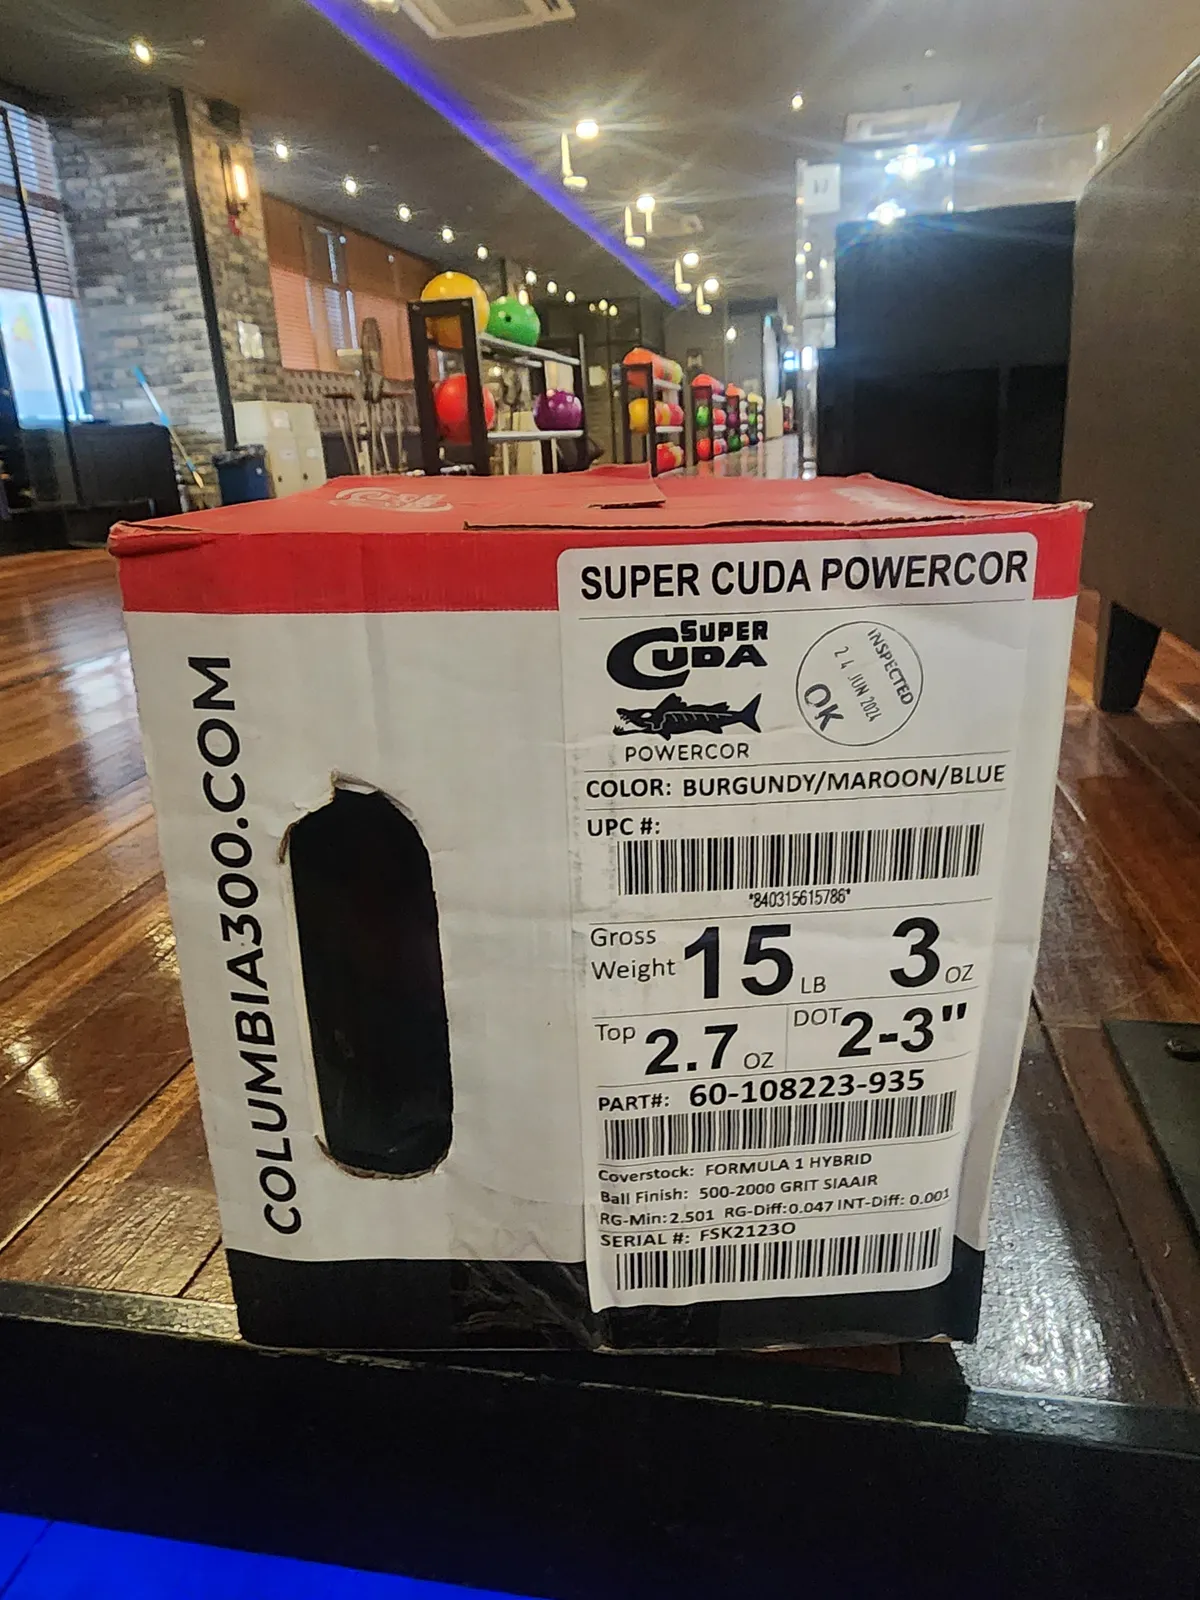 COLUMBIA300.COM
SUPER CUDA POWERCOR
SUPER
CUDA
POWERCOR
INSPECTED
24 JUN 2024
OK
COLOR: BURGUNDY/MAROON/BLUE
UPC #:
*840315615786*
Gross
Weight 15 LB 3 OZ
Top 2.7 OZ DOT 2-3"
PART#: 60-108223-935
Coverstock: FORMULA 1 HYBRID
Ball Finish: 500-2000 GRIT SIAAIR
RG-Min: 2.501 RG-Diff: 0.047 INT-Diff: 0.001
SERIAL #: FSK2123O